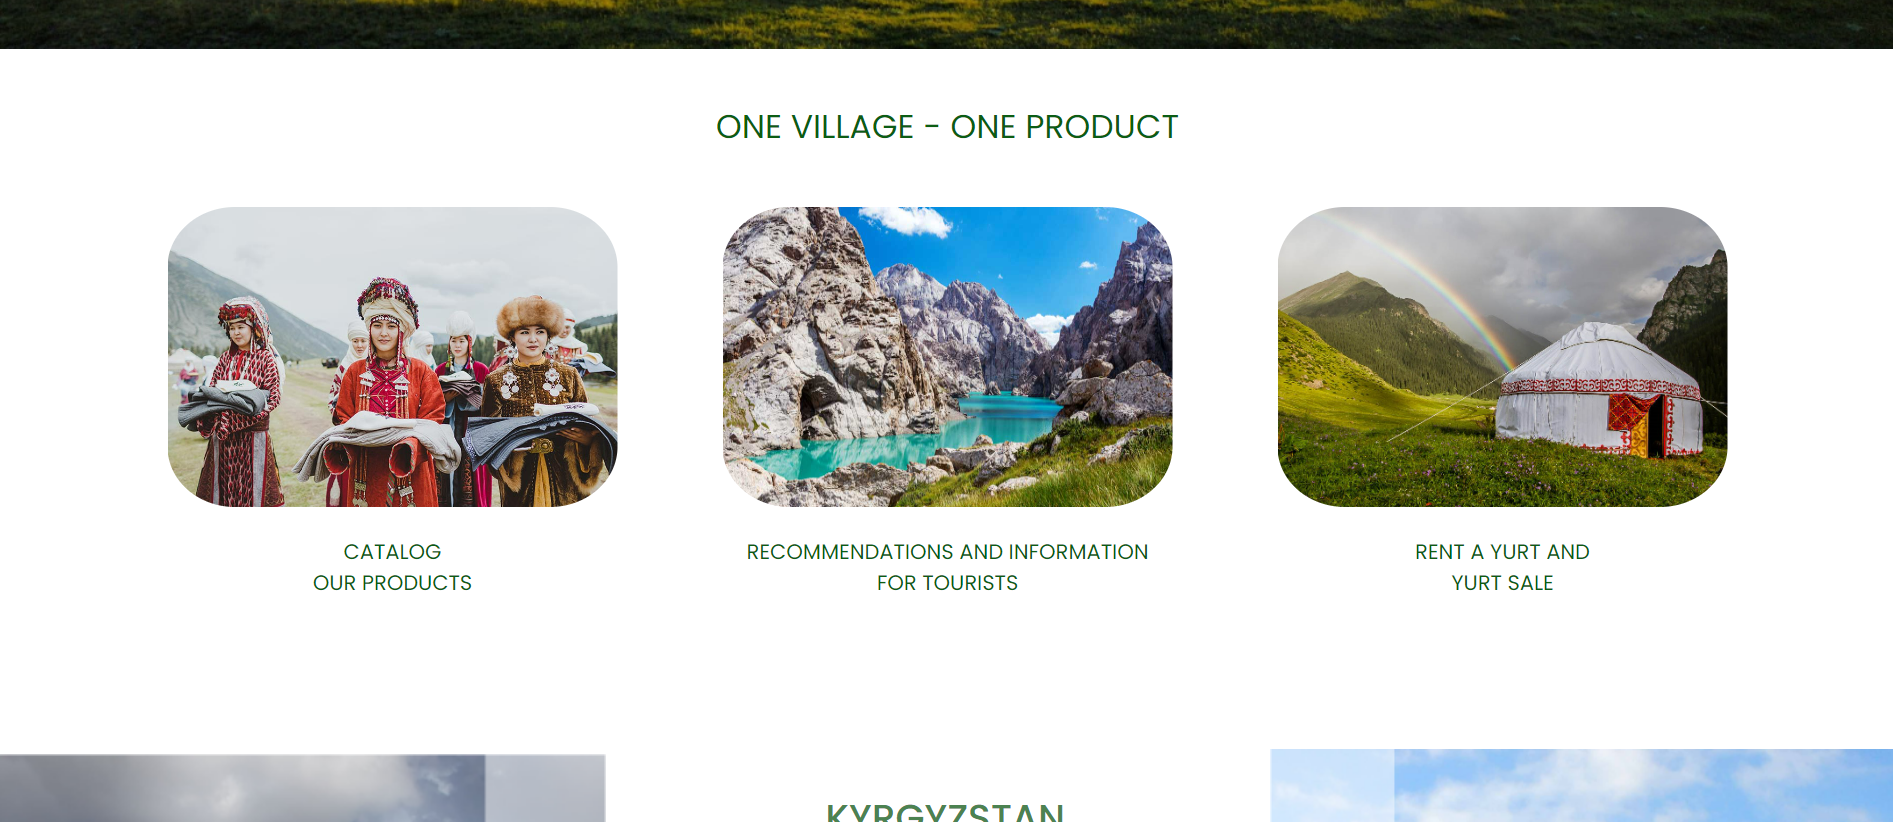 ONE VILLAGE - ONE PRODUCT
CATALOG
OUR PRODUCTS
RECOMMENDATIONS AND INFORMATION
FOR TOURISTS
RENT A YURT AND
YURT SALE
KYRGYZSTAN